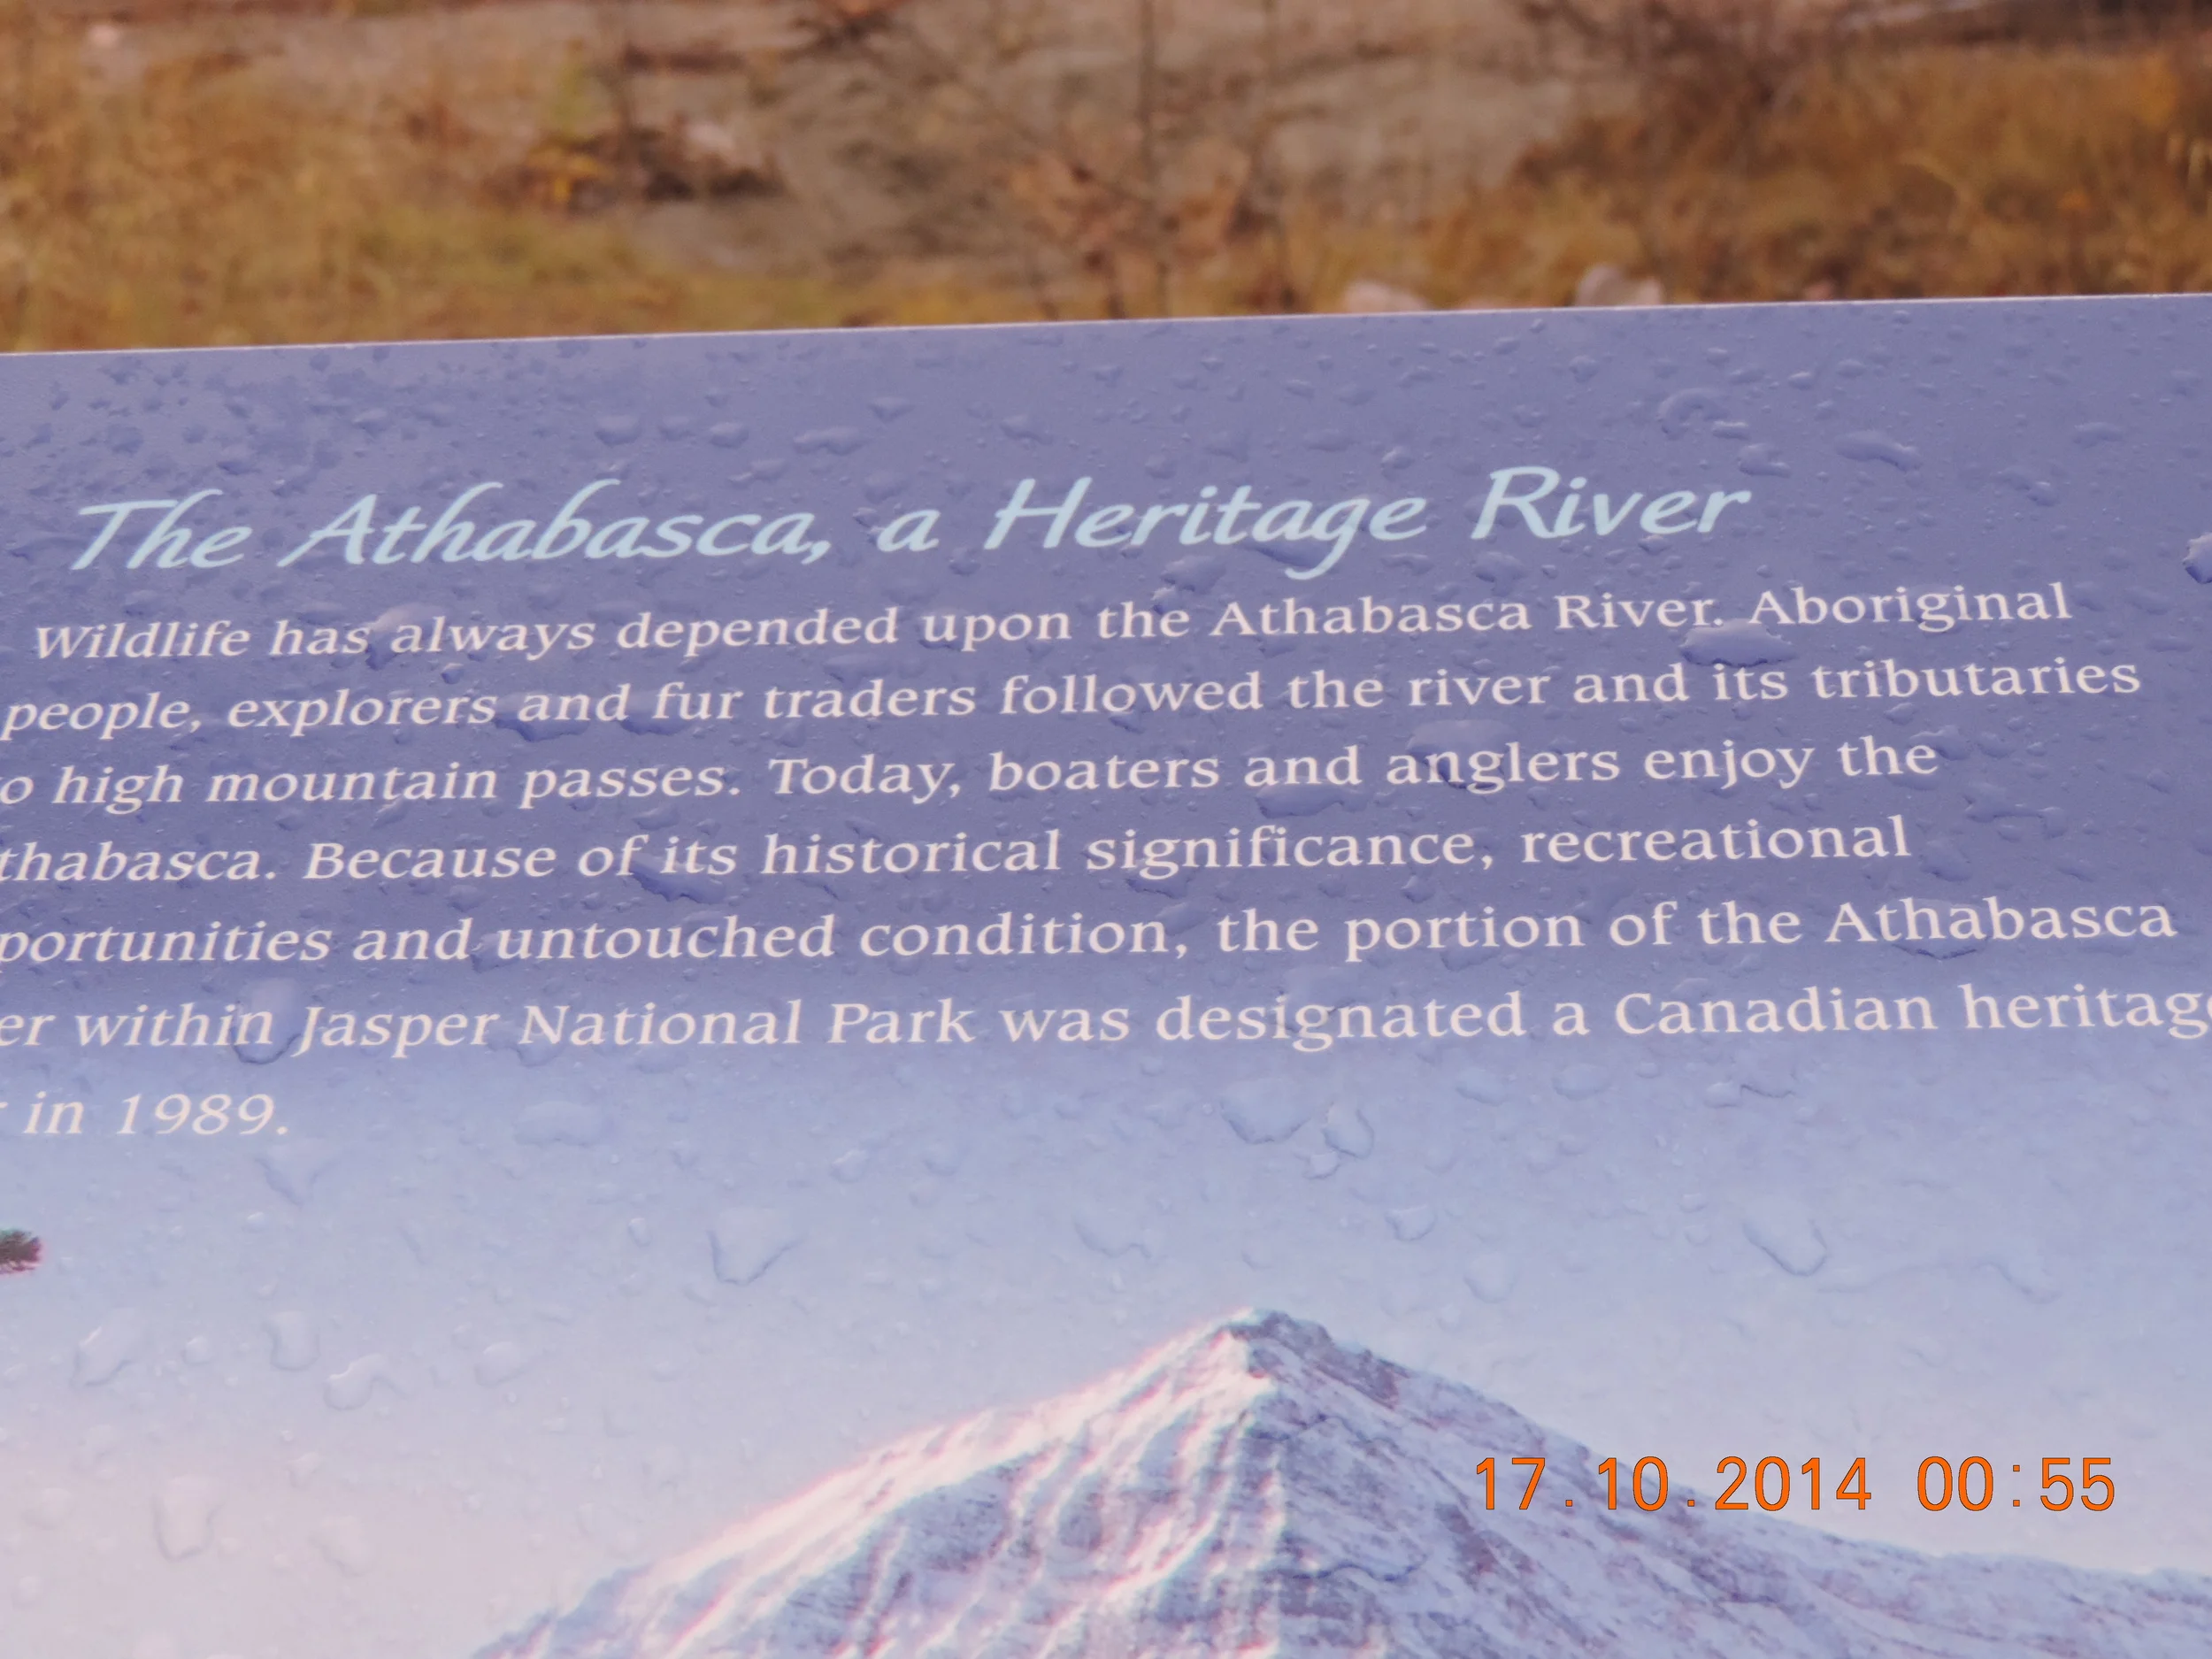 The Athabasca, a Heritage River
Wildlife has always depended upon the Athabasca River. Aboriginal
people, explorers and fur traders followed the river and its tributaries
o high mountain passes. Today, boaters and anglers enjoy the
thabasca. Because of its historical significance, recreational
portunities and untouched condition, the portion of the Athabasca
er within Jasper National Park was designated a Canadian heritag
in 1989.
17.10.2014 00:55